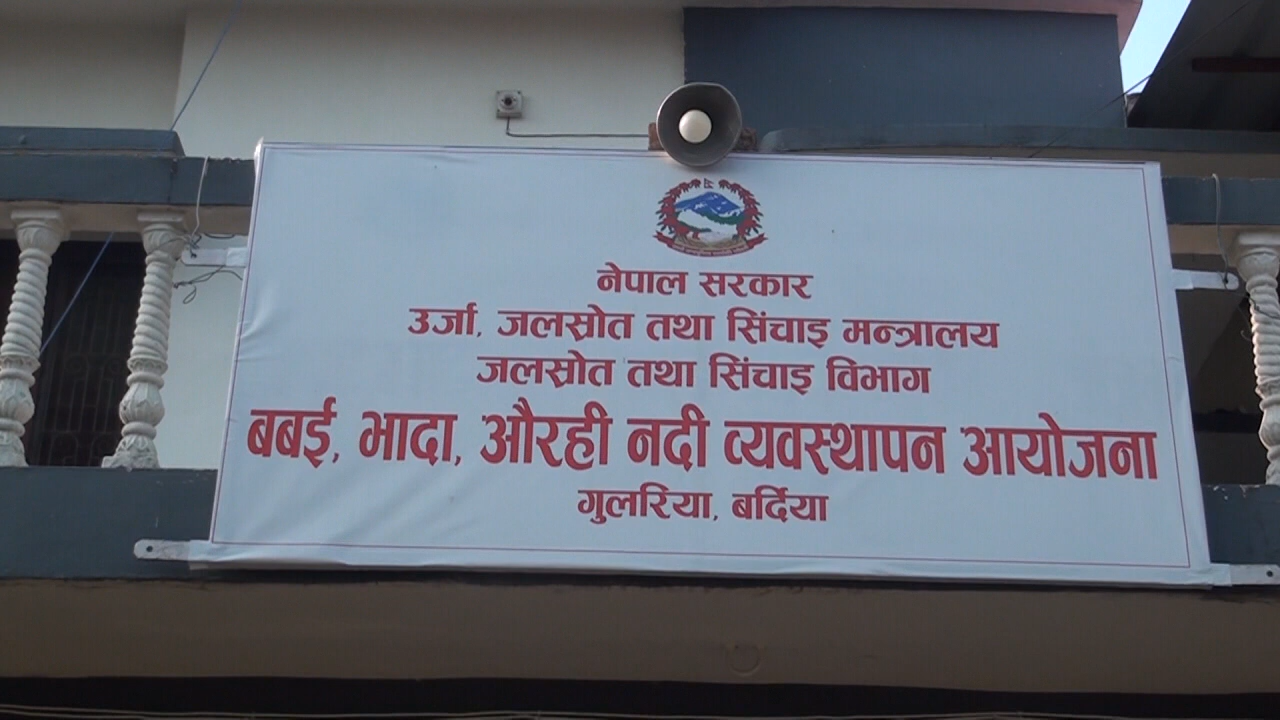 नेपाल सरकार
उर्जा, जलस्रोत तथा सिंचाइ मन्त्रालय
जलस्रोत तथा सिंचाइ विभाग
बबई, भादा, औरही नदी व्यवस्थापन आयोजना
गुलरिया, बर्दिया